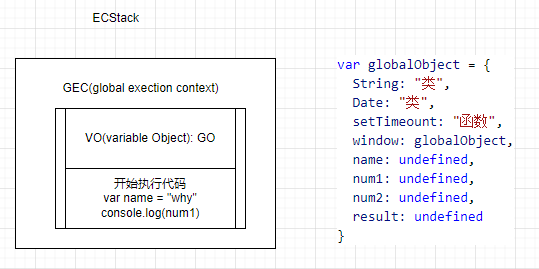 ECStack
GEC(global exection context)
VO(variable Object): GO
开始执行代码
var name = "why"
console.log(num1)
var globalObject = {
String: "类",
Date: "类",
setTimeout: "函数",
window: globalObject,
name: undefined,
num1: undefined,
num2: undefined,
result: undefined
}